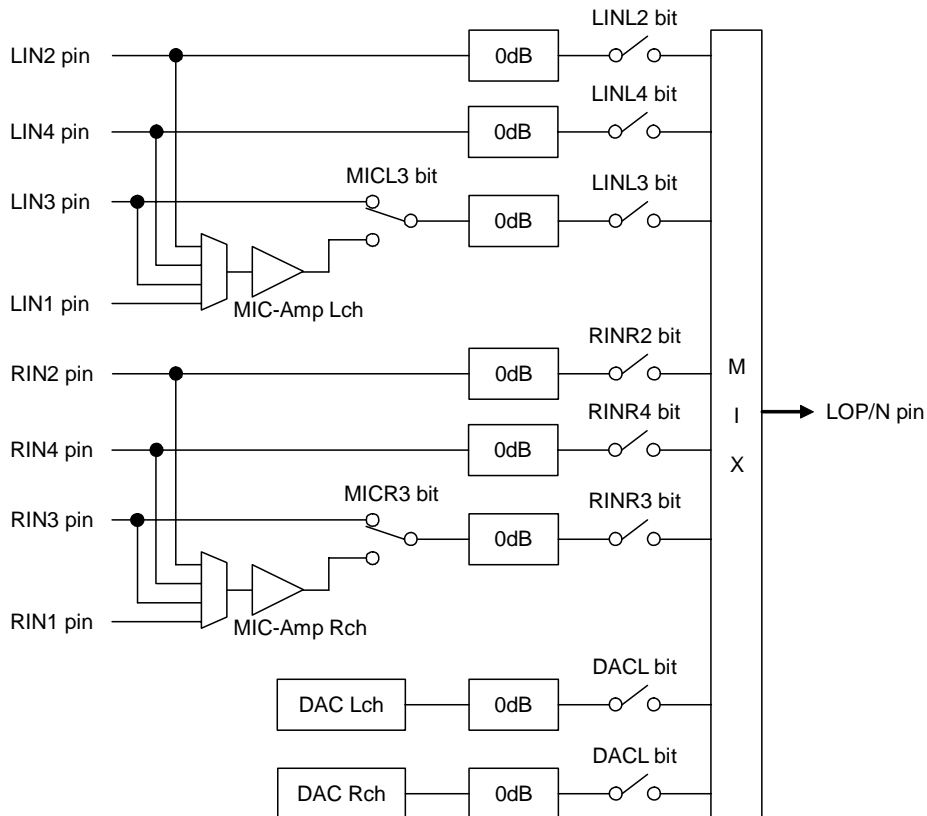 LINL2 bit
LIN2 pin
0dB
LINL4 bit
LIN4 pin
0dB
MICL3 bit
LINL3 bit
LIN3 pin
0dB
LIN1 pin
MIC-Amp Lch
RINR2 bit
RIN2 pin
0dB
M
I
X
LOP/N pin
RINR4 bit
RIN4 pin
0dB
MICR3 bit
RINR3 bit
RIN3 pin
0dB
RIN1 pin
MIC-Amp Rch
DACL bit
DAC Lch
0dB
DACL bit
DAC Rch
0dB